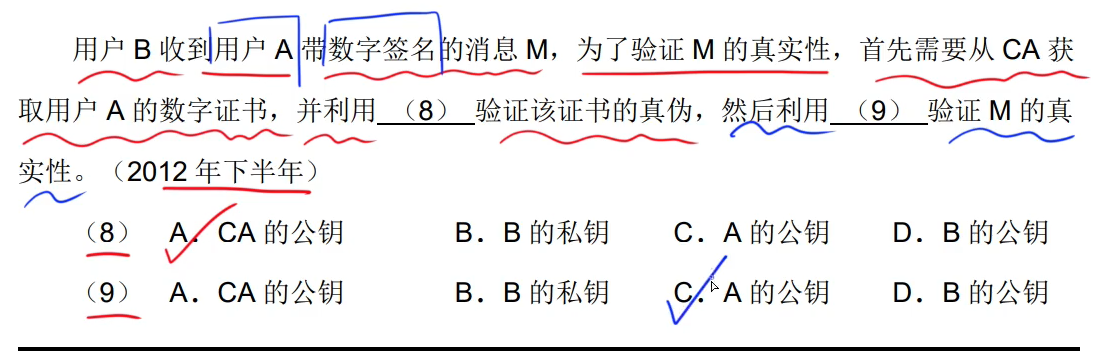 用户 B 收到用户 A 带数字签名的消息 M，为了验证 M 的真实性，首先需要从 CA 获
取用户 A 的数字证书，并利用 （8） 验证该证书的真伪，然后利用 （9） 验证 M 的真
实性。（2012 年下半年）
（8） A．CA 的公钥 B．B 的私钥 C．A 的公钥 D．B 的公钥
（9） A．CA 的公钥 B．B 的私钥 C．A 的公钥 D．B 的公钥